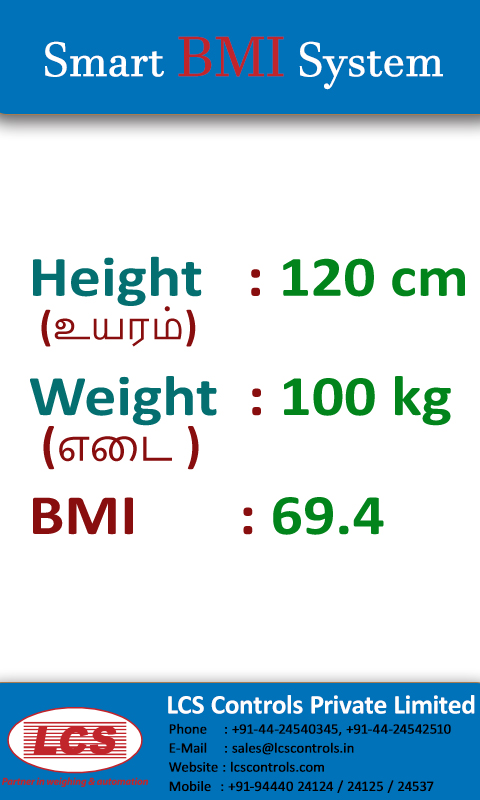 Smart BMI System
Height : 120 cm
(உயரம்)
Weight : 100 kg
(எடை )
BMI : 69.4
LCS Controls Private Limited
Phone : +91-44-24540345, +91-44-24542510
E-Mail : sales@lcscontrols.in
Website : lcscontrols.com
Mobile : +91-94440 24124 / 24125 / 24537
LCS
Partner in weighing & automation